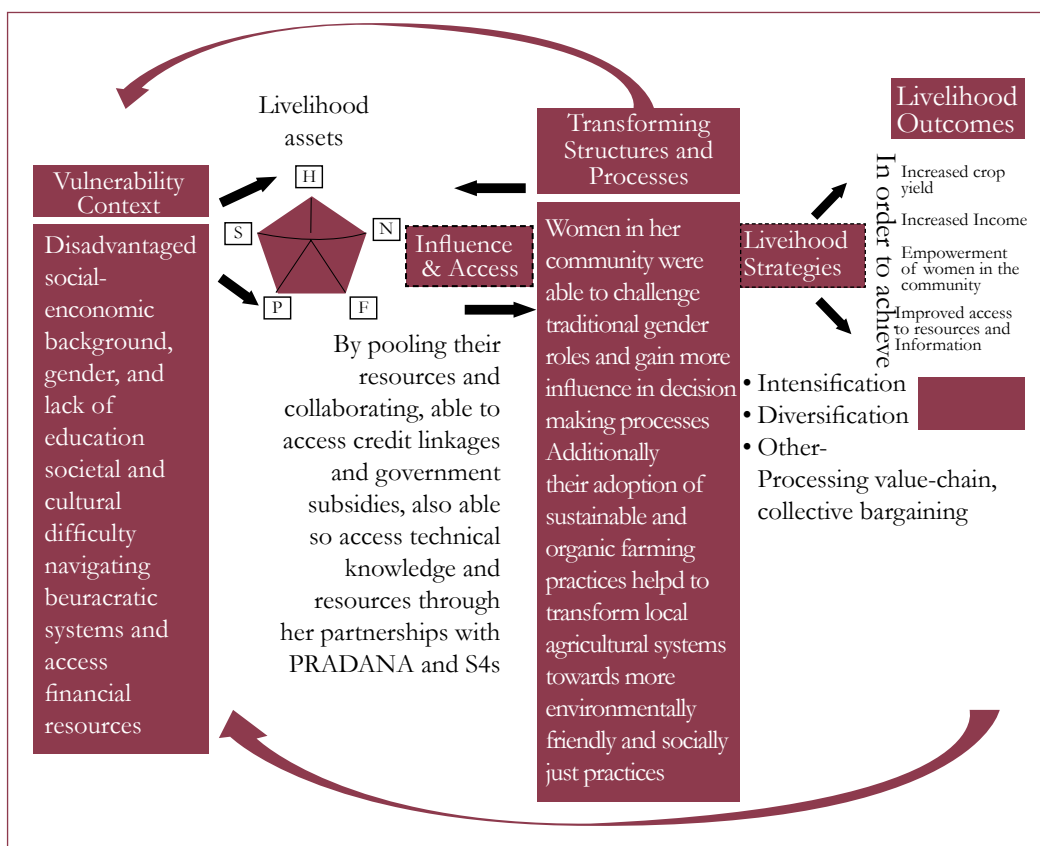 Livelihood
assets
H
S
N
P
F
Vulnerability
Context
Disadvantaged
social-
enconomic
background,
gender, and
lack of
education
societal and
cultural
difficulty
navigating
beuracratic
systems and
access
financial
resources
Influence
& Access
By pooling their
resources and
collaborating, able to
access credit linkages
and government
subsidies, also able
so access technical
knowledge and
resources through
her partnerships with
PRADANA and S4s
Transforming
Structures and
Processes
Women in her
community were
able to challenge
traditional gender
roles and gain more
influence in decision
making processes
Additionally
their adoption of
sustainable and
organic farming
practices helpd to
transform local
agricultural systems
towards more
environmentally
friendly and socially
just practices
Liveihood
Strategies
• Intensification
• Diversification
• Other-
Processing value-chain,
collective bargaining
In order to achieve
Livelihood
Outcomes
Increased crop
yield
Increased Income
Empowerment
of women in the
community
Improved access
to resources and
Information